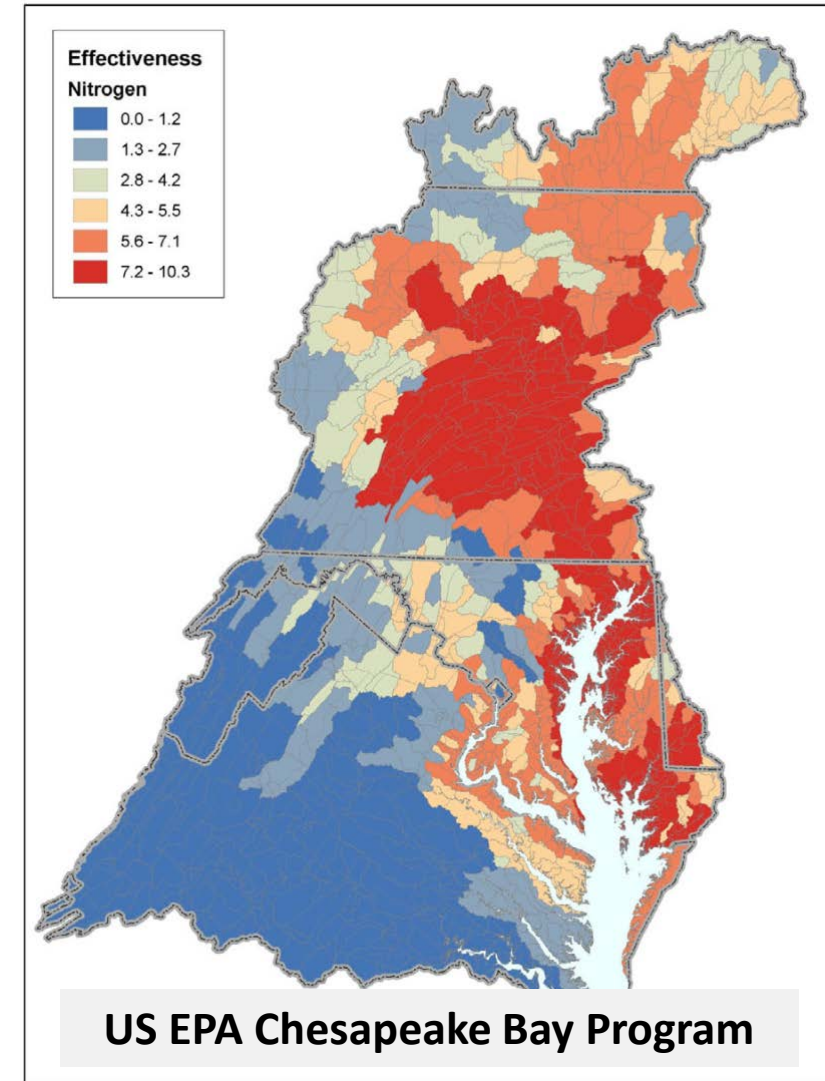 Effectiveness
Nitrogen
0.0 - 1.2
1.3 - 2.7
2.8 - 4.2
4.3 - 5.5
5.6 - 7.1
7.2 - 10.3
US EPA Chesapeake Bay Program